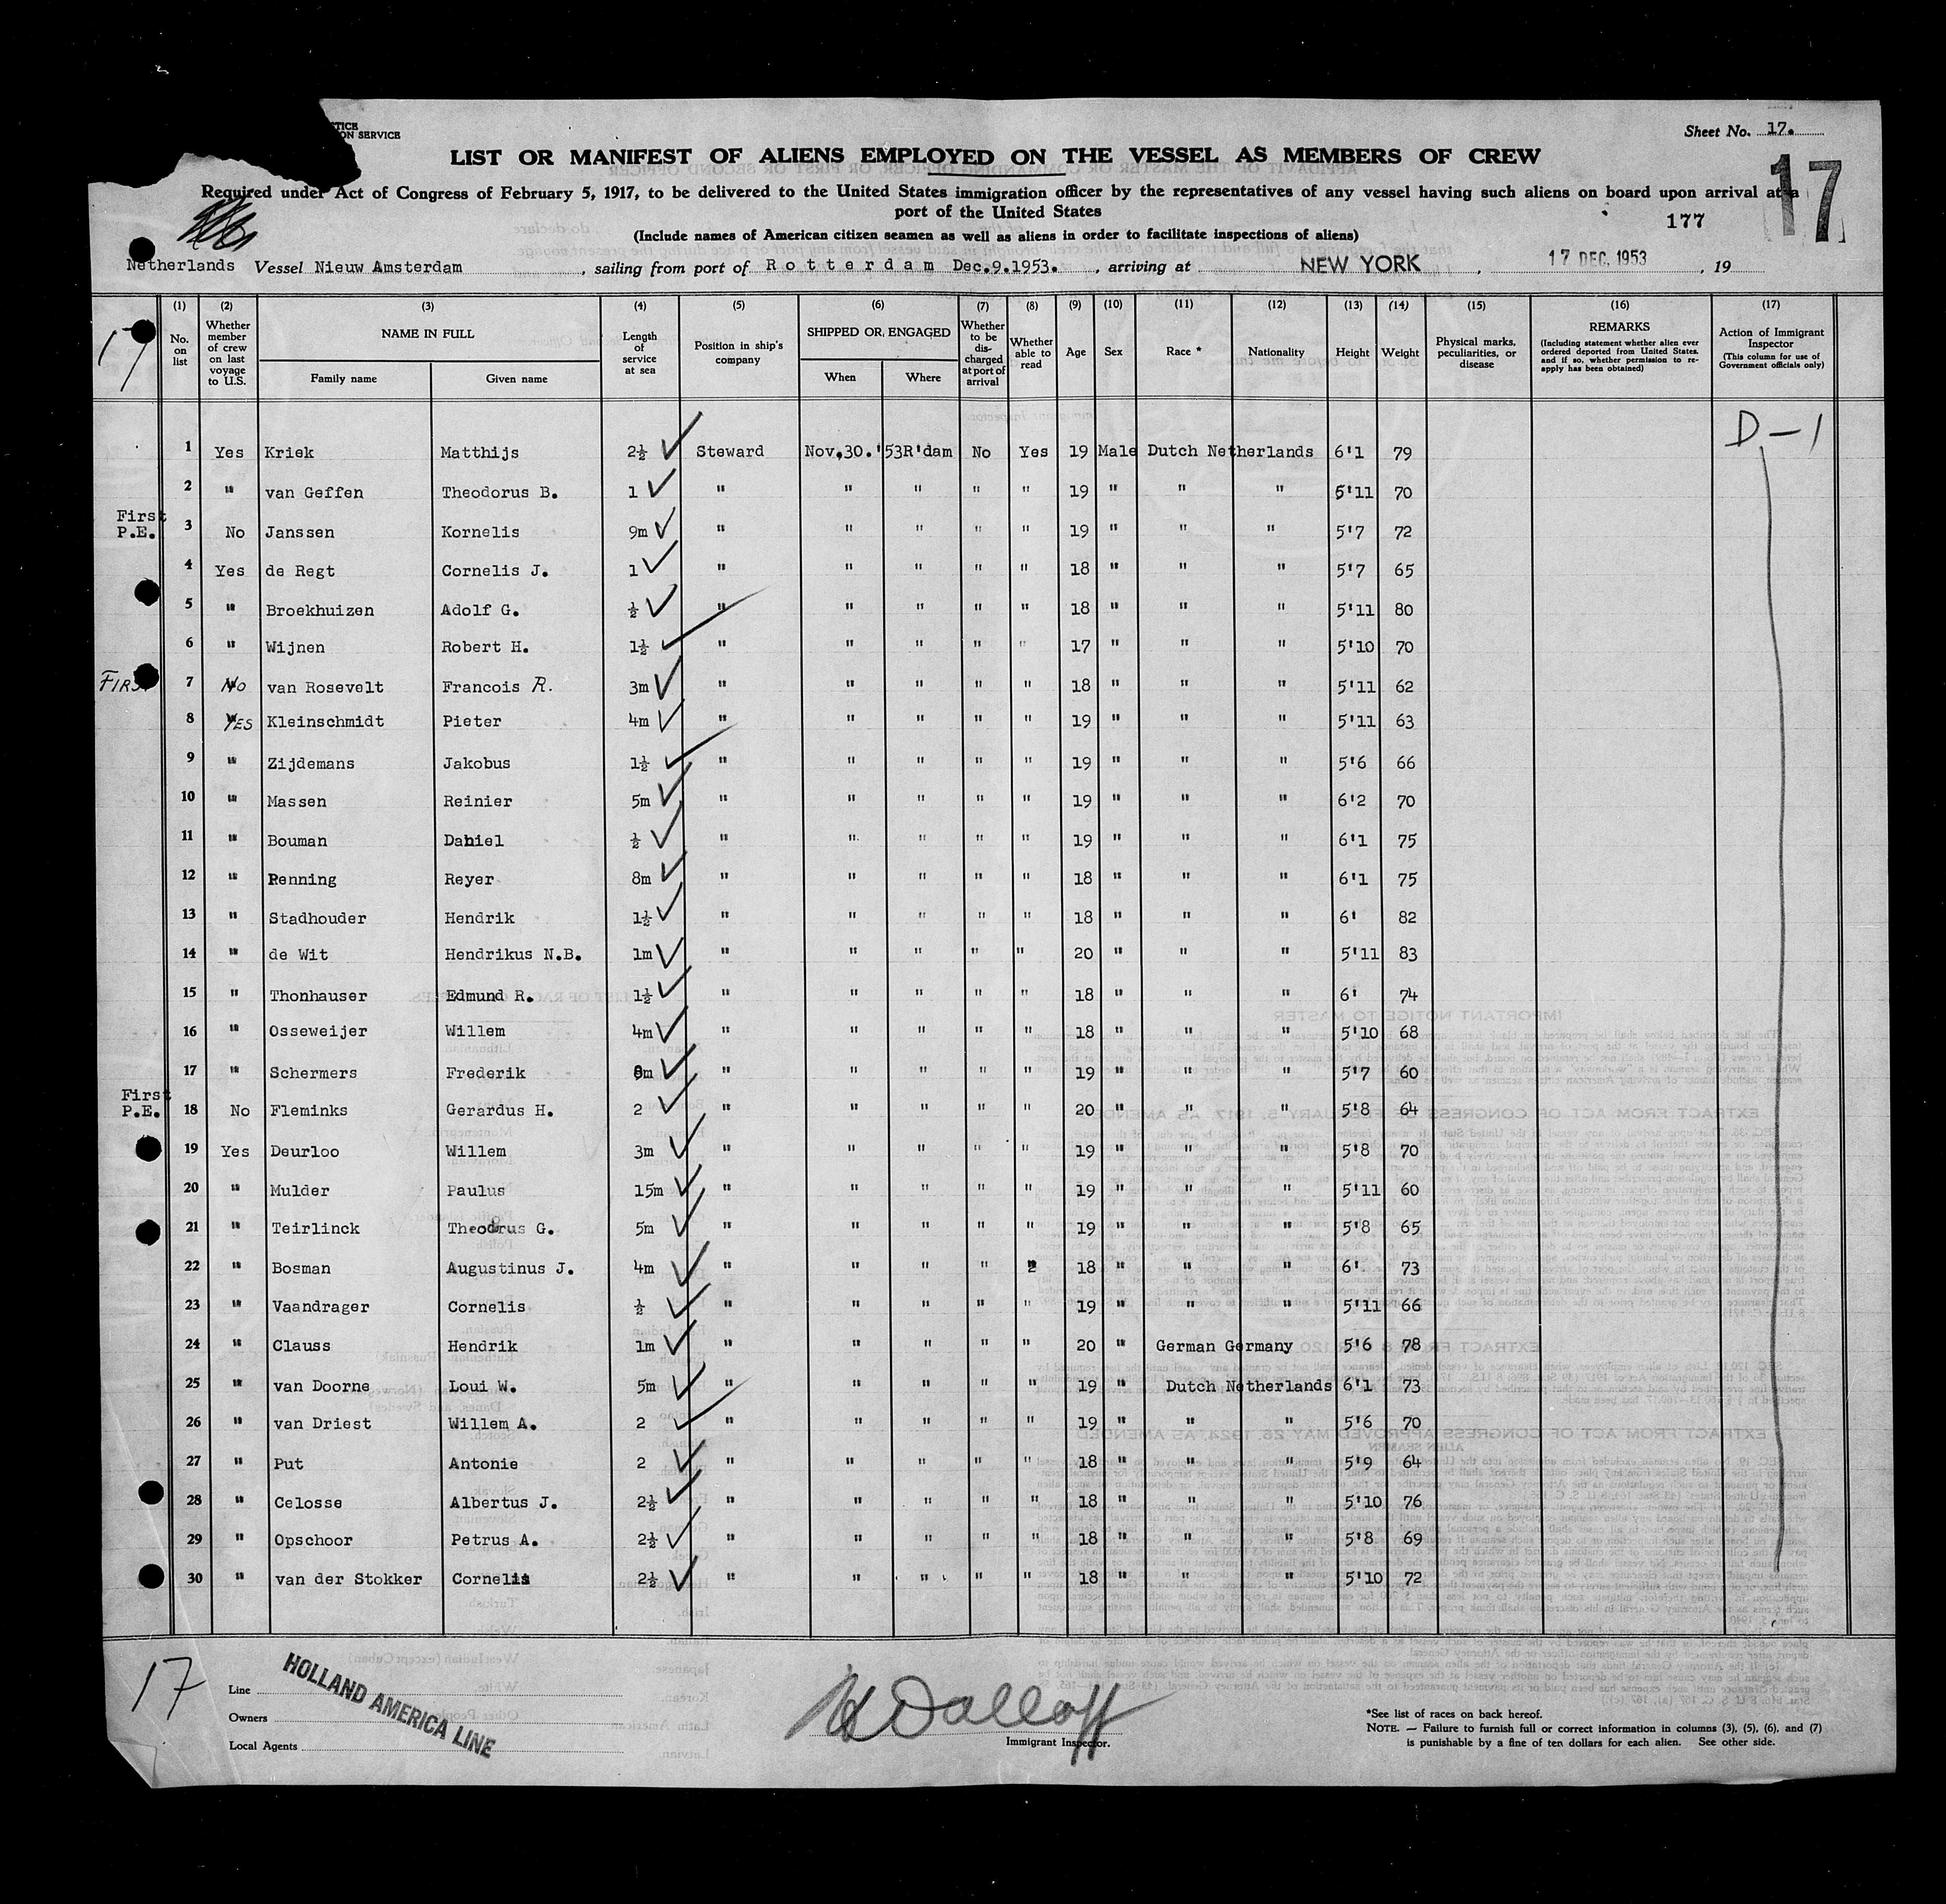 TICE
ON SERVICE
Sheet No. 17.
LIST OR MANIFEST OF ALIENS EMPLOYED ON THE VESSEL AS MEMBERS OF CREW
17
Required under Act of Congress of February 5, 1917, to be delivered to the United States immigration officer by the representatives of any vessel having such aliens on board upon arrival at a
port of the United States
177
(Include names of American citizen seamen as well as aliens in order to facilitate inspections of aliens)
Netherlands Vessel Nieuw Amsterdam, sailing from port of Rotterdam Dec.9.1953., arriving at NEW YORK, 17 DEC. 1953, 19
17
(1) (2) (3) (4) (5) (6) (7) (8) (9) (10) (11) (12) (13) (14) (15) (16) (17)
No. on list | Whether member of crew on last voyage to U.S. | NAME IN FULL | Family name | Given name | Length of service at sea | Position in ship's company | SHIPPED OR ENGAGED | When | Where | Whether to be discharged at port of arrival | Whether able to read | Age | Sex | Race * | Nationality | Height | Weight | Physical marks, peculiarities, or disease | REMARKS (Including statement whether alien ever ordered deported from United States, and if so, whether permission to reapply has been obtained) | Action of Immigrant Inspector (This column for use of Government officials only)
D-1
1 Yes Kriek Matthijs 2½ Steward Nov.30.'53 R'dam No Yes 19 Male Dutch Netherlands 6'1 79
2 " van Geffen Theodorus B. 1 " " " " " 19 " " " 5'11 70
First P.E. 3 No Janssen Kornelis 9m " " " " " 19 " " " 5'7 72
4 Yes de Regt Cornelis J. 1 " " " " " 18 " " " 5'7 65
5 " Broekhuizen Adolf G. ½ " " " " " 18 " " " 5'11 80
6 " Wijnen Robert H. 1½ " " " " " 17 " " " 5'10 70
FIRST 7 No van Rosevelt Francois R. 3m " " " " " 18 " " " 5'11 62
8 YES Kleinschmidt Pieter 4m " " " " " 19 " " " 5'11 63
9 " Zijdemans Jakobus 1½ " " " " " 19 " " " 5'6 66
10 " Massen Reinier 5m " " " " " 19 " " " 6'2 70
11 " Bouman Daniel ½ " " " " " 19 " " " 6'1 75
12 " Renning Reyer 8m " " " " " 18 " " " 6'1 75
13 " Stadhouder Hendrik 1½ " " " " " 18 " " " 6' 82
14 " de Wit Hendrikus N.B. 1m " " " " " 20 " " " 5'11 83
15 " Thonhauser Edmund R. 1½ " " " " " 18 " " " 6' 74
16 " Osseweijer Willem 4m " " " " " 18 " " " 5'10 68
17 " Schermers Frederik " " " " " 19 " " " 5'7 60
First P.E. 18 No Fleminks Gerardus H. 2 " " " " " 20 " " " 5'8 64
19 Yes Deurloo Willem 3m " " " " " 19 " " " 5'8 70
20 " Mulder Paulus 15m " " " " " 19 " " " 5'11 60
21 " Teirlinck Theodorus G. 5m " " " " " 19 " " " 5'8 65
22 " Bosman Augustinus J. 4m " " " " " 18 " " " 6' 73
23 " Vaandrager Cornelis ½ " " " " " 19 " " " 5'11 66
24 " Clauss Hendrik 1m " " " " " 20 " German Germany 5'6 78
25 " van Doorne Loui W. 5m " " " " " 19 " Dutch Netherlands 6'1 73
26 " van Driest Willem A. 2 " " " " " 19 " " " 5'6 70
27 " Put Antonie 2 " " " " " 18 " " " 5'9 64
28 " Celosse Albertus J. 2½ " " " " " 18 " " " 5'10 76
29 " Opschoor Petrus A. 2½ " " " " " 18 " " " 5'8 69
30 " van der Stokker Cornelis 2½ " " " " " 18 " " " 5'10 72
17
Line
Owners
Local Agents
HOLLAND AMERICA LINE
Immigrant Inspector.
*See list of races on back hereof.
NOTE. — Failure to furnish full or correct information in columns (3), (5), (6), and (7)
is punishable by a fine of ten dollars for each alien. See other side.